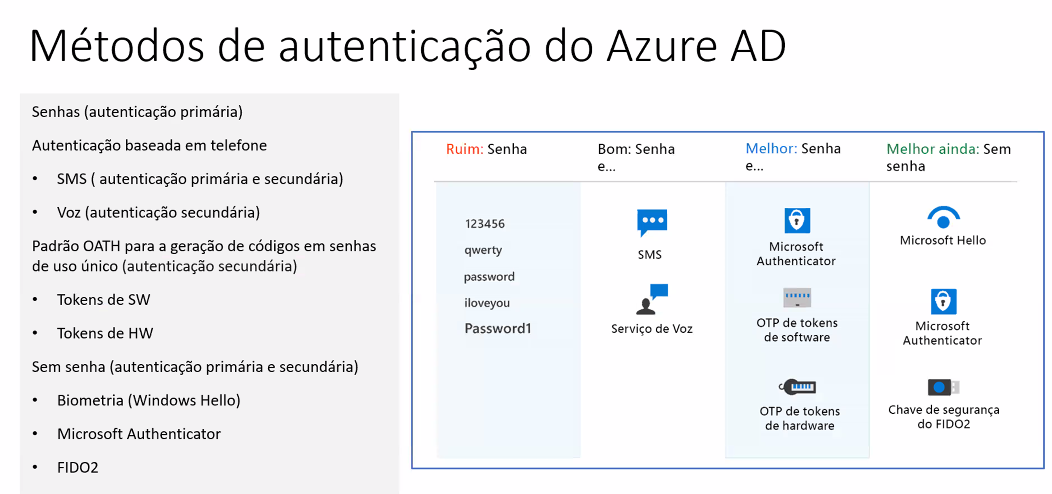 Métodos de autenticação do Azure AD
Senhas (autenticação primária)
Autenticação baseada em telefone
• SMS ( autenticação primária e secundária)
• Voz (autenticação secundária)
Padrão OATH para a geração de códigos em senhas
de uso único (autenticação secundária)
• Tokens de SW
• Tokens de HW
Sem senha (autenticação primária e secundária)
• Biometria (Windows Hello)
• Microsoft Authenticator
• FIDO2
Ruim: Senha
123456
qwerty
password
iloveyou
Password1
Bom: Senha
e...
SMS
Serviço de Voz
Melhor: Senha
e...
Microsoft
Authenticator
OTP de tokens
de software
OTP de tokens
de hardware
Melhor ainda: Sem
senha
Microsoft Hello
Microsoft
Authenticator
Chave de segurança
do FIDO2